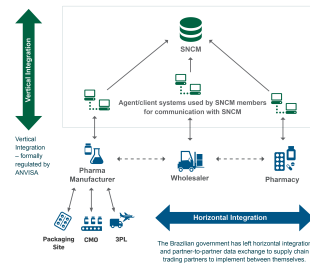 SNCM
Vertical Integration
Agent/client systems used by SNCM members
for communication with SNCM
Vertical
Integration
– formally
regulated by
ANVISA
Pharma
Manufacturer
Wholesaler
Pharmacy
Packaging
Site
CMO
3PL
Horizontal Integration
The Brazilian government has left horizontal integration
and partner-to-partner data exchange to supply chain
trading partners to implement between themselves.